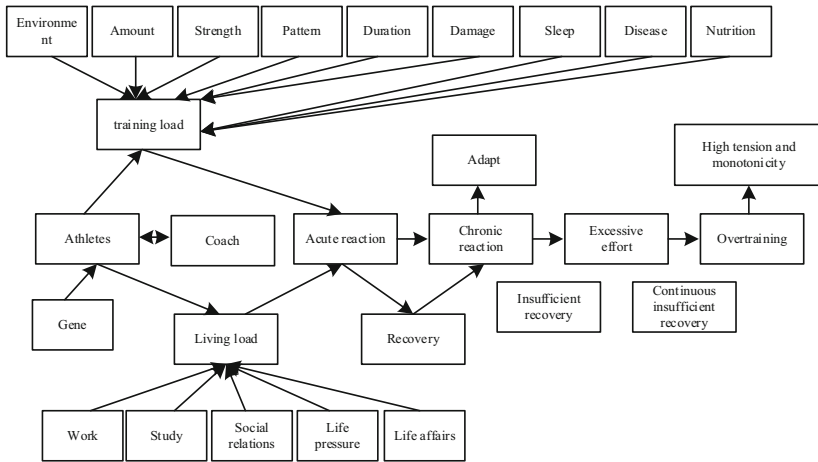 Environme
nt
Amount
Strength
Pattern
Duration
Damage
Sleep
Disease
Nutrition
training load
High tension and
monotonicity
Adapt
Athletes
Coach
Acute reaction
Chronic
reaction
Excessive
effort
Overtraining
Gene
Living load
Recovery
Insufficient
recovery
Continuous
insufficient
recovery
Work
Study
Social
relations
Life
pressure
Life affairs